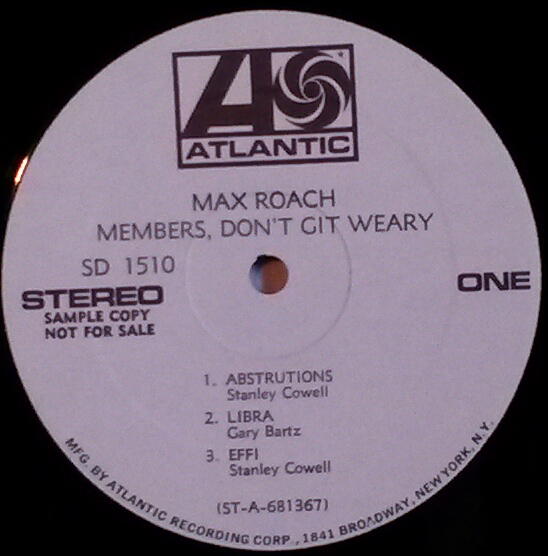 ATLANTIC
MAX ROACH
MEMBERS, DON'T GIT WEARY
SD 1510
STEREO
SAMPLE COPY
NOT FOR SALE
ONE
1. ABSTRUTIONS
Stanley Cowell
2. LIBRA
Gary Bartz
3. EFFI
Stanley Cowell
(ST-A-681367)
MFG. BY ATLANTIC RECORDING CORP., 1841 BROADWAY, NEW YORK, N.Y.